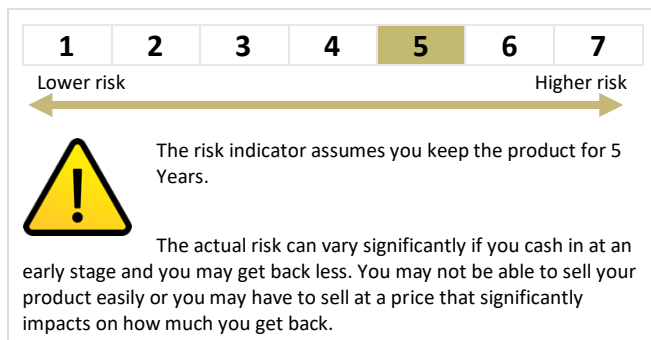 1 2 3 4 5 6 7
Lower risk Higher risk
!
The risk indicator assumes you keep the product for 5
Years.
The actual risk can vary significantly if you cash in at an
early stage and you may get back less. You may not be able to sell your
product easily or you may have to sell at a price that significantly
impacts on how much you get back.